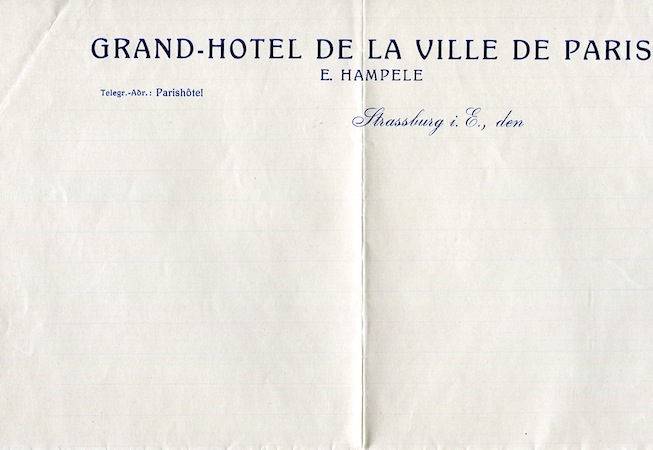 GRAND-HOTEL DE LA VILLE DE PARIS
E. HAMPELE
Telegr.-Adr.: Parishôtel
Strassburg i. E., den